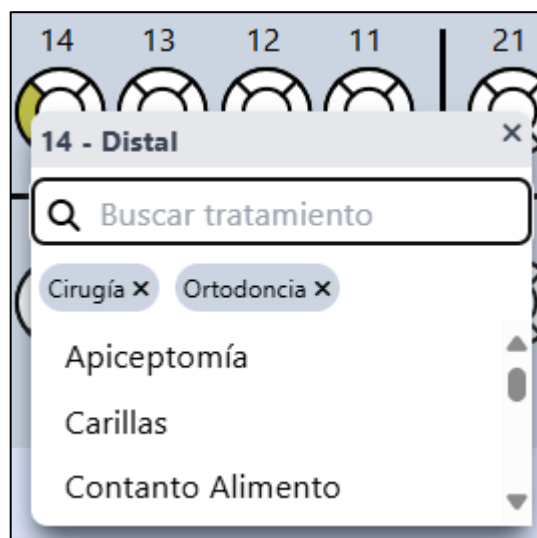 14 13 12 11 21
14 - Distal ×
Buscar tratamiento
Cirugía × Ortodoncia ×
Apiceptomía
Carillas
Contanto Alimento